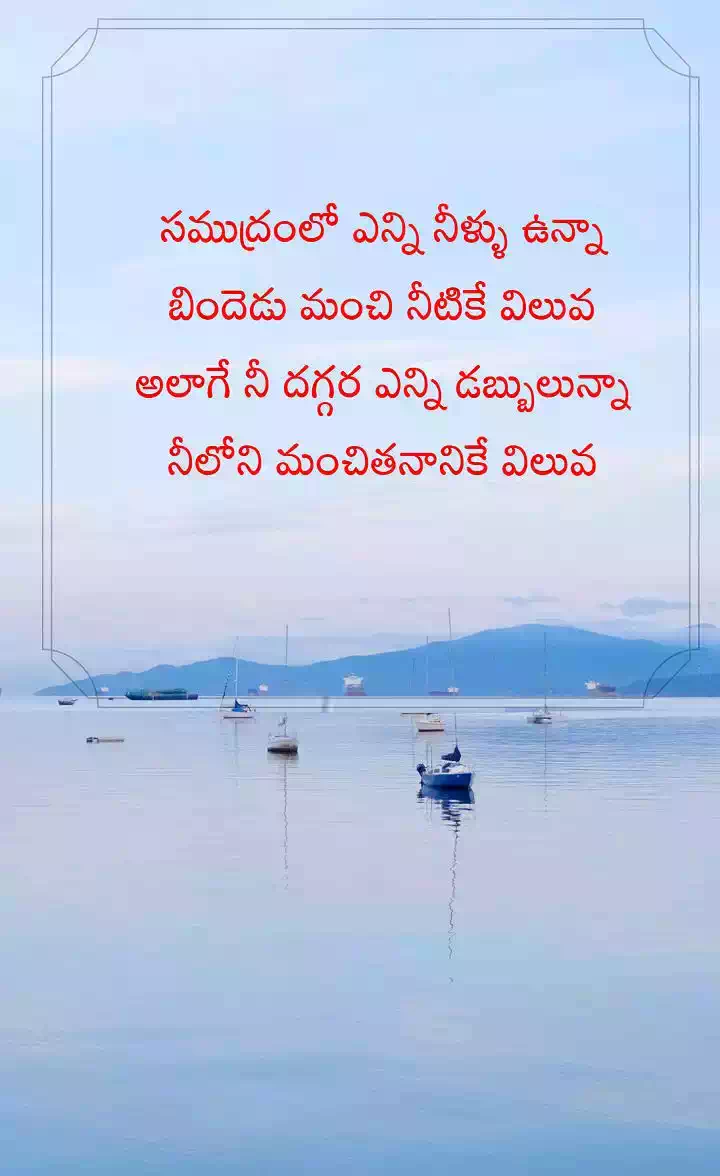 సముద్రంలో ఎన్ని నీళ్ళు ఉన్నా
బిందెడు మంచి నీటికే విలువ
అలాగే నీ దగ్గర ఎన్ని డబ్బులున్నా
నీలోని మంచితనానికే విలువ